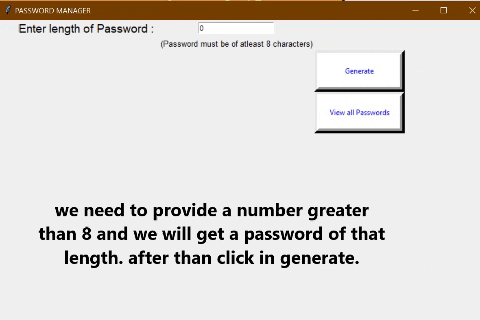 PASSWORD MANAGER
Enter length of Password : 0
(Password must be of atleast 8 characters)
Generate
View all Passwords
we need to provide a number greater
than 8 and we will get a password of that
length. after than click in generate.